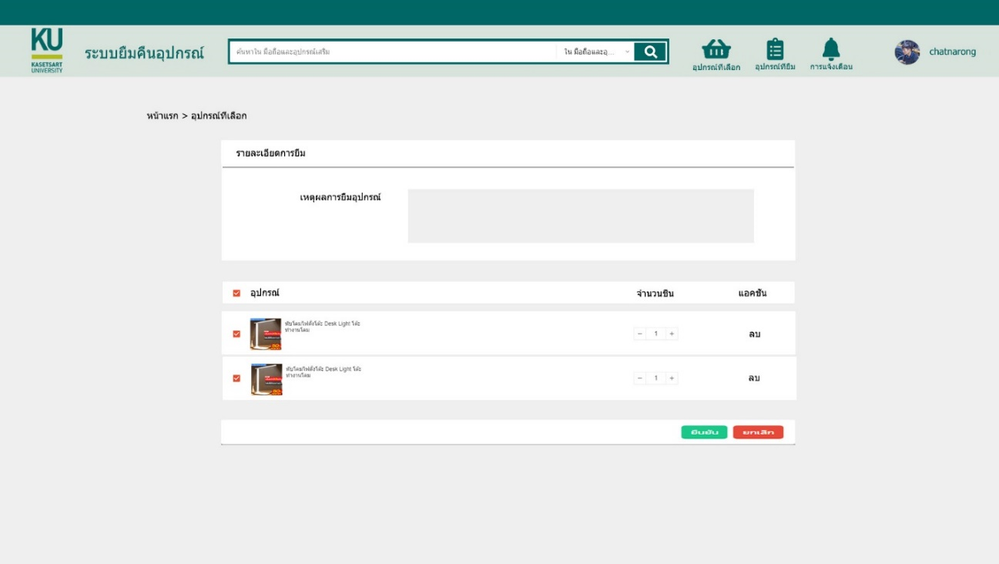 KU
KASETSART
UNIVERSITY
ระบบยืมคืนอุปกรณ์
ค้นหาใน มือถือและอุปกรณ์เสริม
ใน มือถือและอุ...
อุปกรณ์ที่เลือก
อุปกรณ์ที่ยืม
การแจ้งเตือน
chatnarong
หน้าแรก > อุปกรณ์ที่เลือก
รายละเอียดการยืม
เหตุผลการยืมอุปกรณ์
อุปกรณ์
จำนวนชิ้น
แอคชั่น
พับโคมไฟตั้งโต๊ะ Desk Light โต๊ะ
ทำงานโคม
- 1 +
ลบ
พับโคมไฟตั้งโต๊ะ Desk Light โต๊ะ
ทำงานโคม
- 1 +
ลบ
ยืนยัน
ยกเลิก